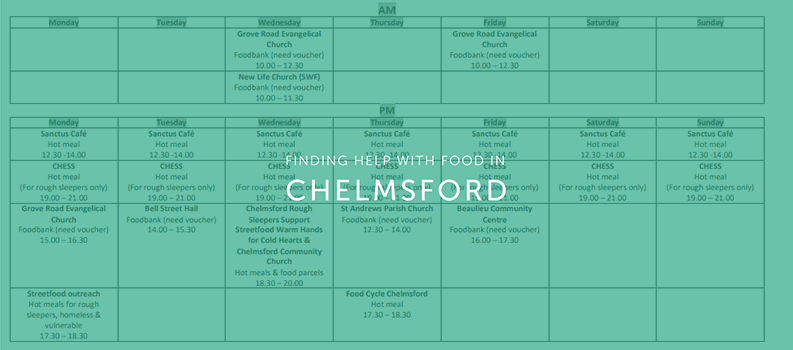 AM
Monday
Tuesday
Wednesday
Thursday
Friday
Saturday
Sunday
Grove Road Evangelical
Church
Foodbank (need voucher)
10.00 – 12.30
Grove Road Evangelical
Church
Foodbank (need voucher)
10.00 – 12.30
New Life Church (SWF)
Foodbank (need voucher)
10.00 – 11.30
PM
Monday
Tuesday
Wednesday
Thursday
Friday
Saturday
Sunday
Sanctus Café
Hot meal
12.30 -14.00
Sanctus Café
Hot meal
12.30 -14.00
Sanctus Café
Hot meal
12.30 -14.00
Sanctus Café
Hot meal
12.30 -14.00
Sanctus Café
Hot meal
12.30 -14.00
Sanctus Café
Hot meal
12.30 -14.00
Sanctus Café
Hot meal
12.30 -14.00
FINDING HELP WITH FOOD IN
CHELMSFORD
CHESS
Hot meal
(For rough sleepers only)
19.00 – 21.00
CHESS
Hot meal
(For rough sleepers only)
19.00 – 21.00
CHESS
Hot meal
(For rough sleepers only)
19.00
CHESS
Hot meal
CHESS
Hot meal
(For rough sleepers only)
21.00
CHESS
Hot meal
(For rough sleepers only)
19.00 – 21.00
CHESS
Hot meal
(For rough sleepers only)
19.00 – 21.00
Grove Road Evangelical
Church
Foodbank (need voucher)
15.00 – 16.30
Bell Street Hall
Foodbank (need voucher)
14.00 – 15.30
Chelmsford Rough
Sleepers Support
Streetfood Warm Hands
for Cold Hearts &
Chelmsford Community
Church
Hot meals & food parcels
18.30 – 20.00
St Andrews Parish Church
Foodbank (need voucher)
12.30 – 14.00
Beaulieu Community
Centre
Foodbank (need voucher)
16.00 – 17.30
Streetfood outreach
Hot meals for rough
sleepers, homeless &
vulnerable
17.30 – 18.30
Food Cycle Chelmsford
Hot meal
17.30 – 18.30